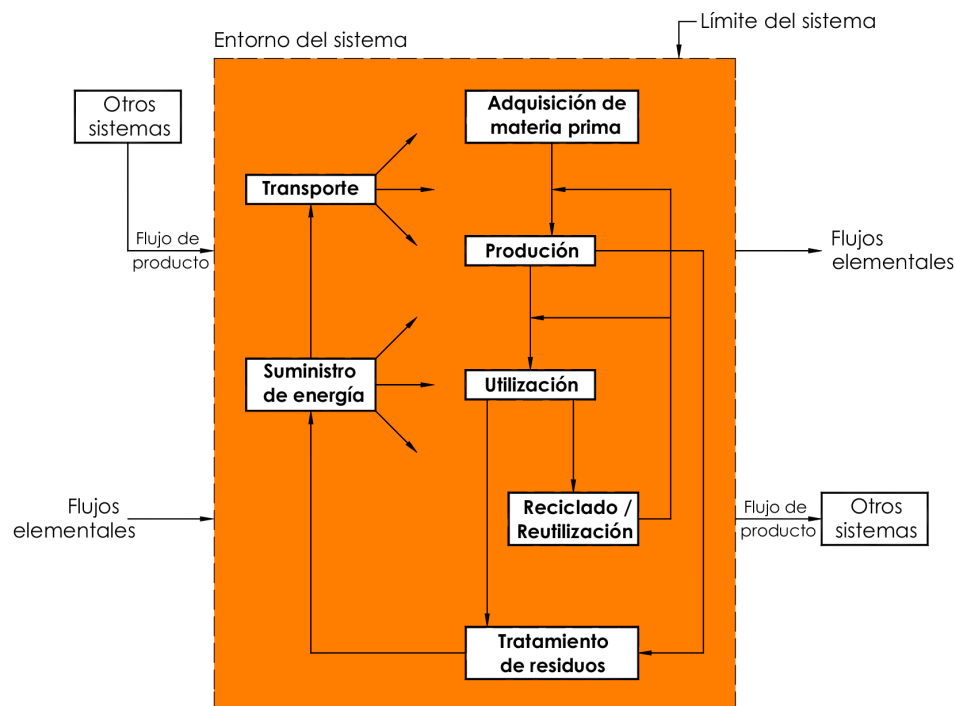 Límite del sistema
Entorno del sistema
Otros
sistemas
Adquisición de
materia prima
Transporte
Flujo de
producto
Produción
Flujos
elementales
Suministro
de energía
Utilización
Flujos
elementales
Reciclado /
Reutilización
Flujo de
producto
Otros
sistemas
Tratamiento
de residuos